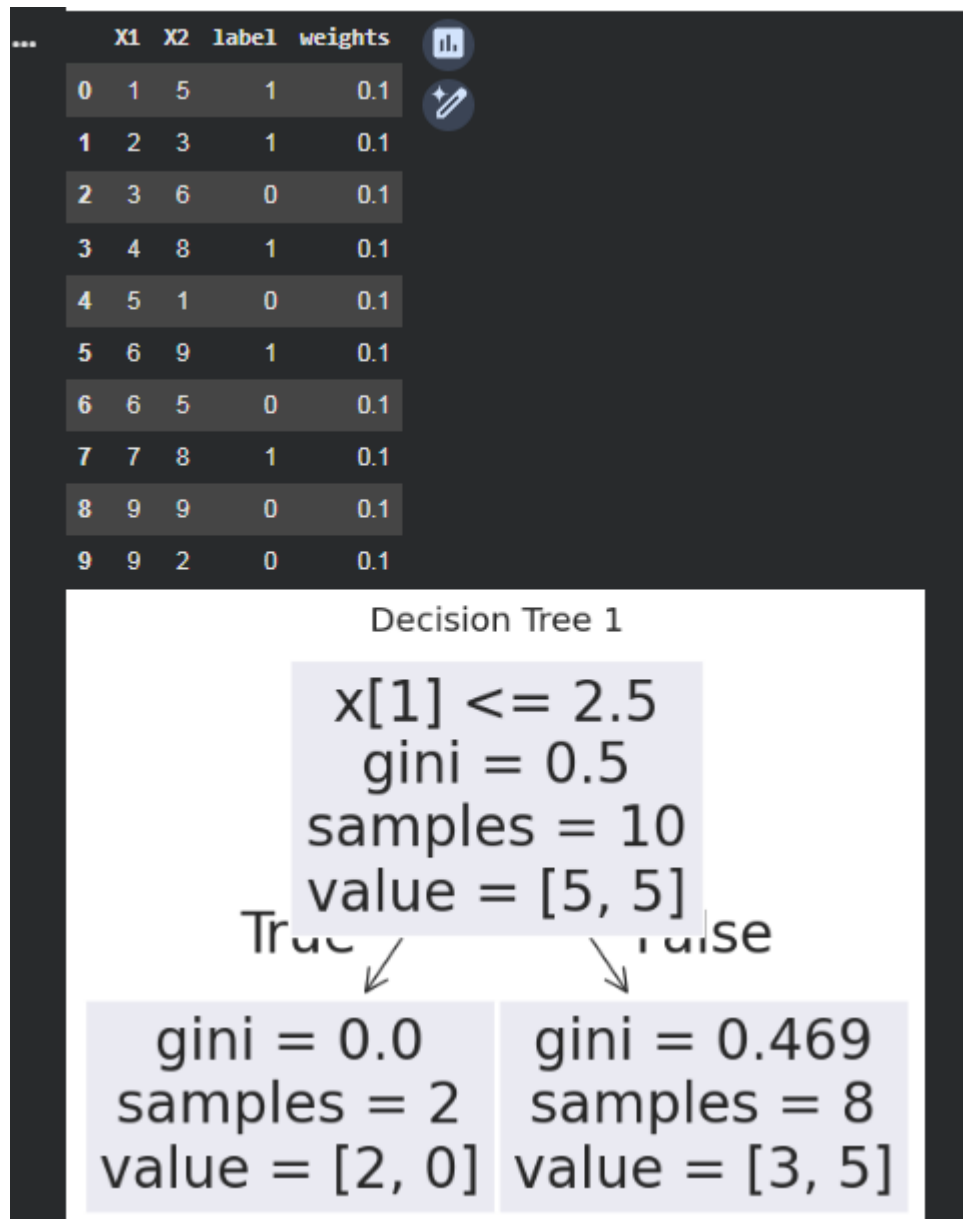 ... X1 X2 label weights
0 1 5 1 0.1
1 2 3 1 0.1
2 3 6 0 0.1
3 4 8 1 0.1
4 5 1 0 0.1
5 6 9 1 0.1
6 6 5 0 0.1
7 7 8 1 0.1
8 9 9 0 0.1
9 9 2 0 0.1
Decision Tree 1
x[1] <= 2.5
gini = 0.5
samples = 10
value = [5, 5]
True False
gini = 0.0 gini = 0.469
samples = 2 samples = 8
value = [2, 0] value = [3, 5]